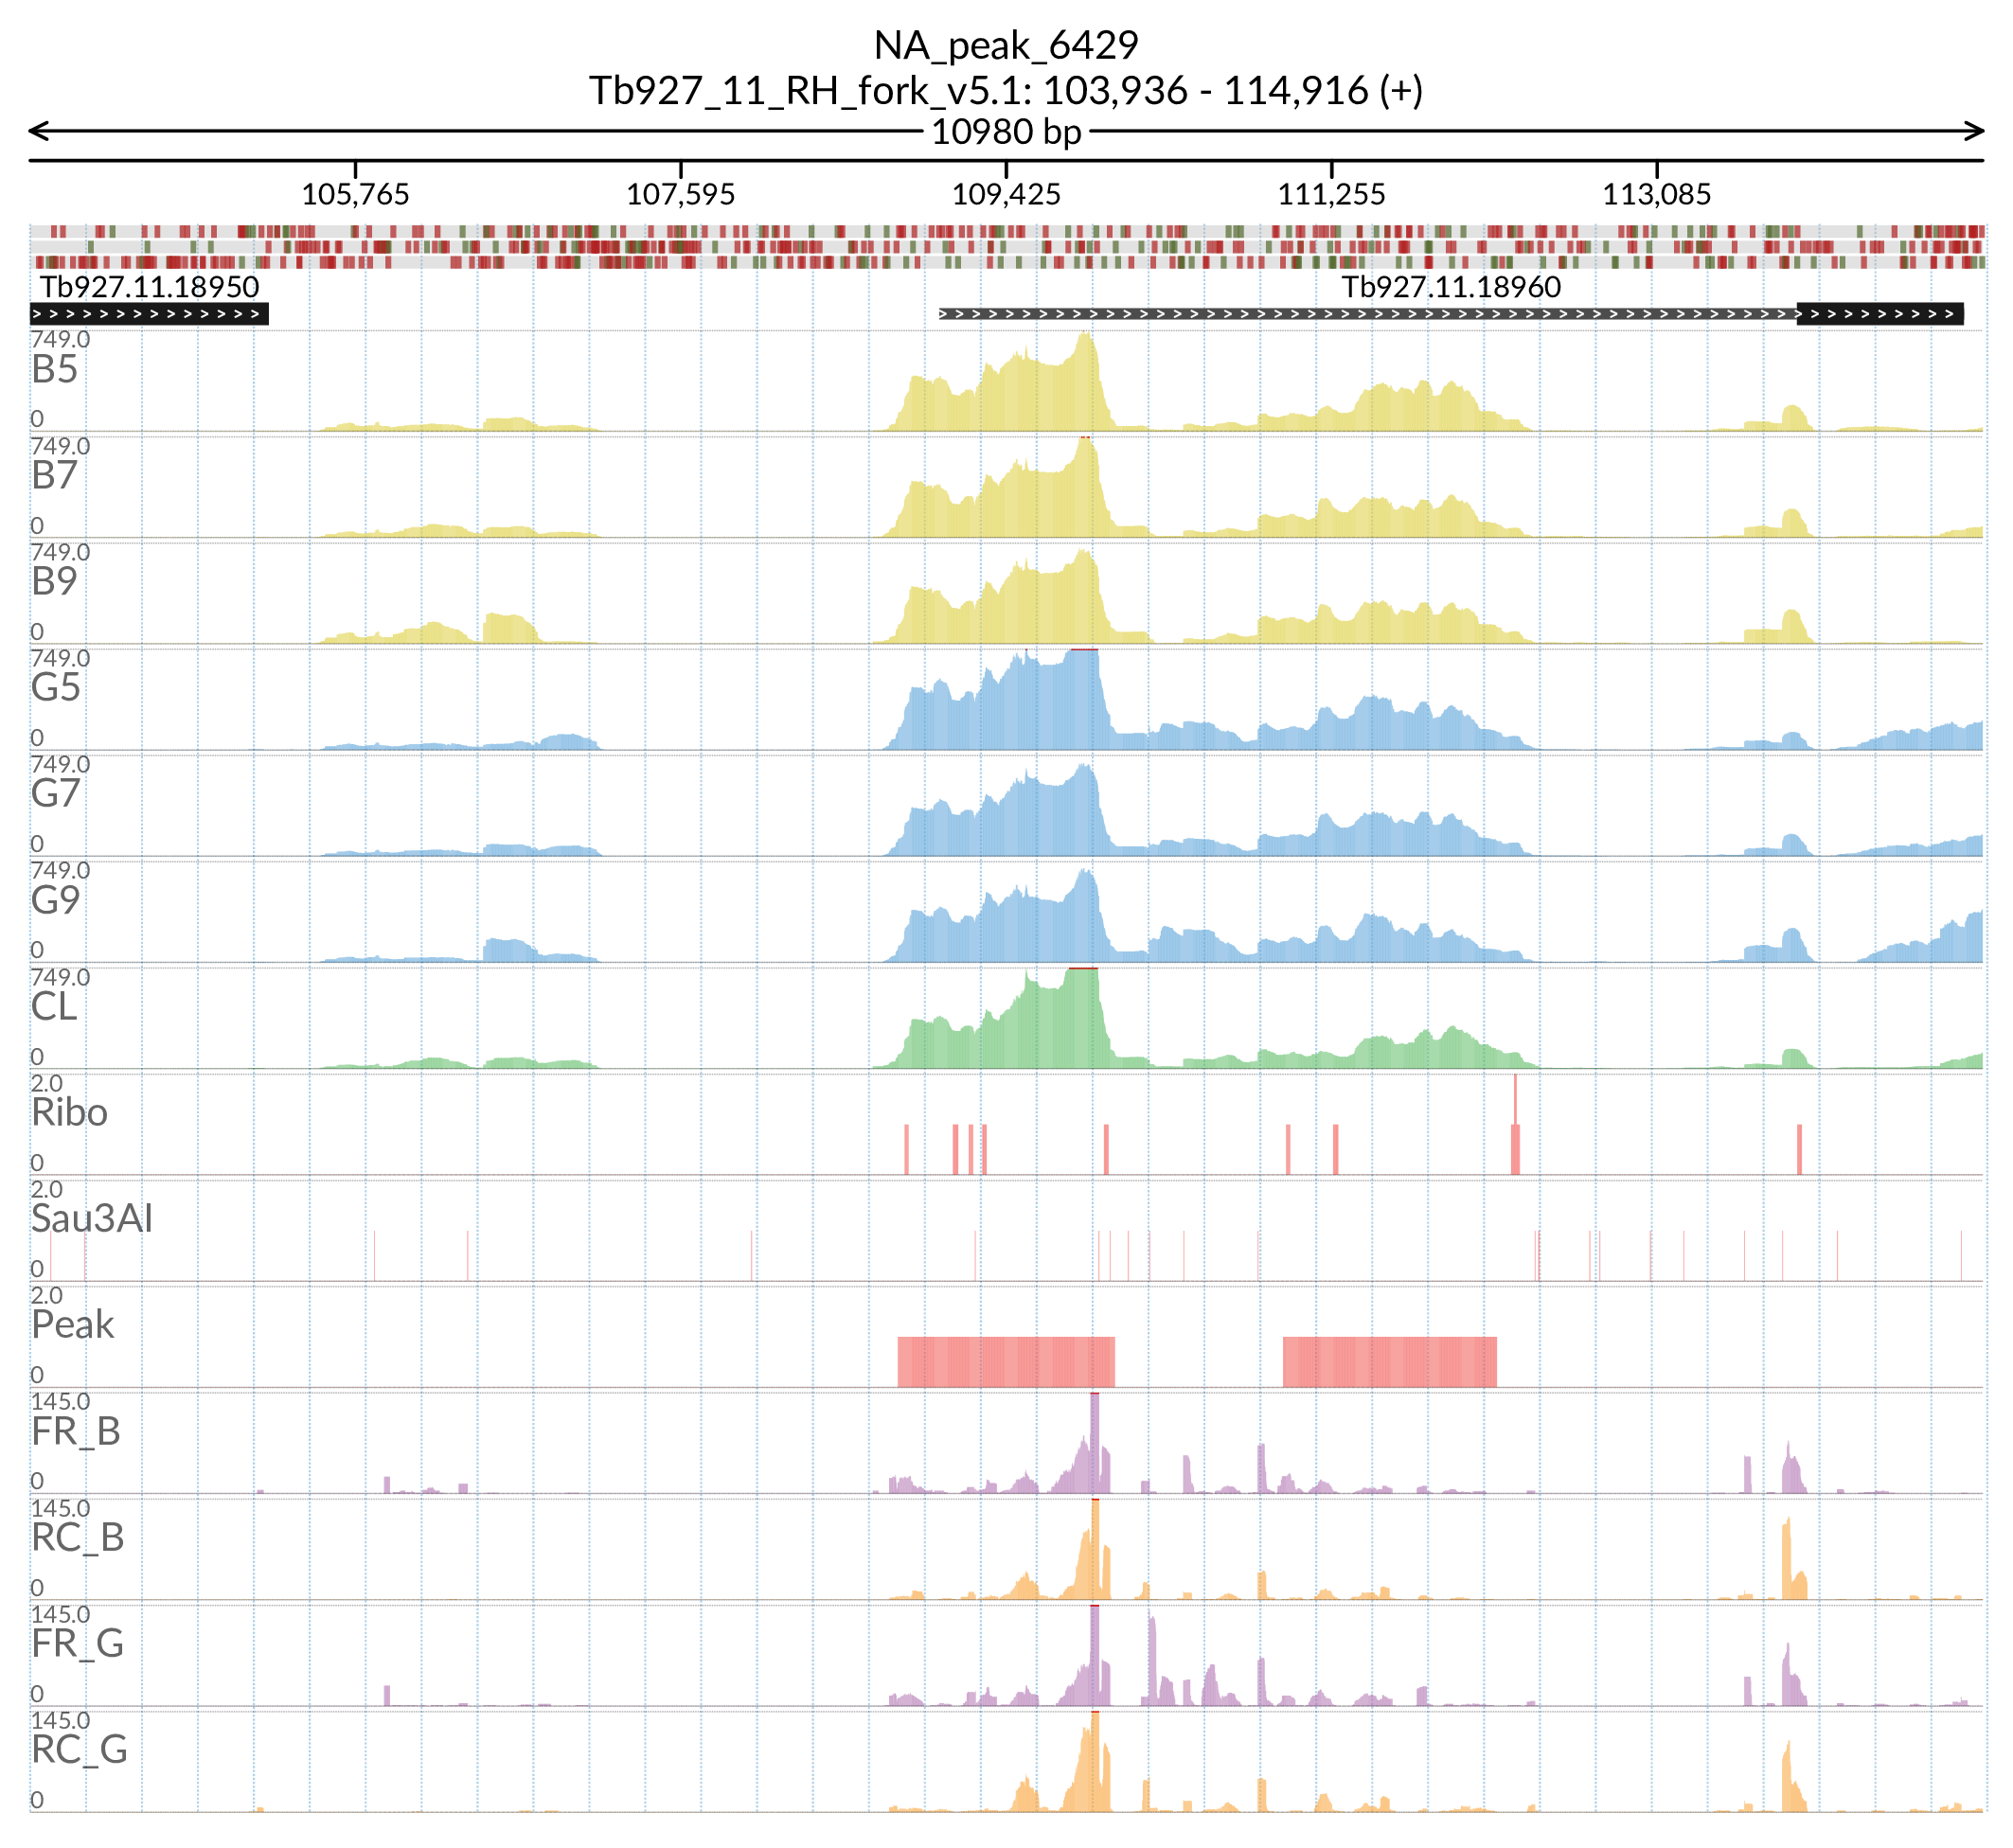 NA_peak_6429
Tb927_11_RH_fork_v5.1: 103,936 - 114,916 (+)
10980 bp
105,765 107,595 109,425 111,255 113,085
Tb927.11.18950 Tb927.11.18960
749.0
B5
0
749.0
B7
0
749.0
B9
0
749.0
G5
0
749.0
G7
0
749.0
G9
0
749.0
CL
0
2.0
Ribo
0
2.0
Sau3AI
0
2.0
Peak
0
145.0
FR_B
0
145.0
RC_B
0
145.0
FR_G
0
145.0
RC_G
0